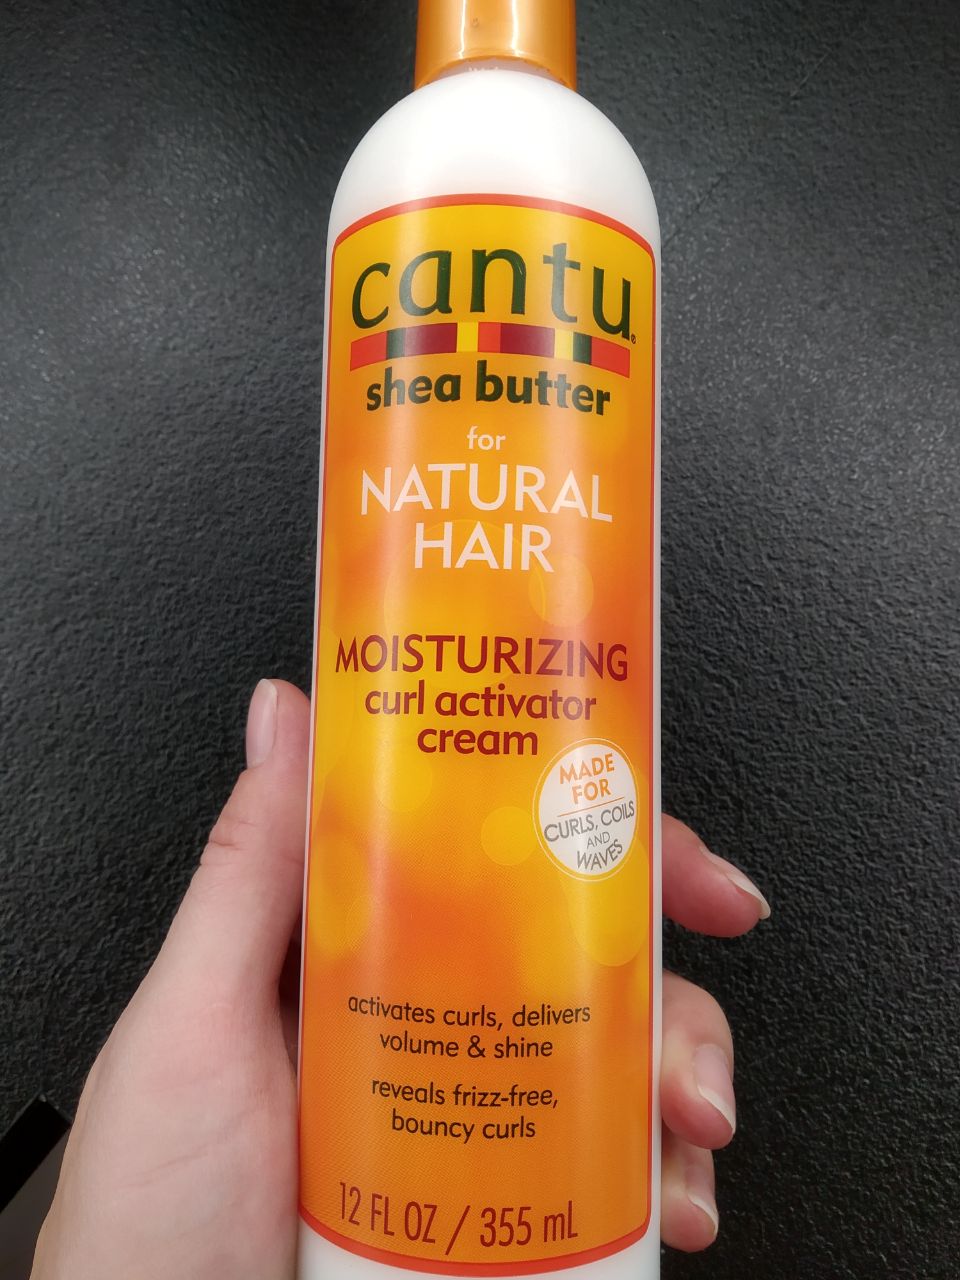 cantu®
shea butter
for
NATURAL
HAIR
MOISTURIZING
curl activator
cream
MADE
FOR
CURLS, COILS
AND
WAVES
activates curls, delivers
volume & shine
reveals frizz-free,
bouncy curls
12 FL OZ / 355 mL